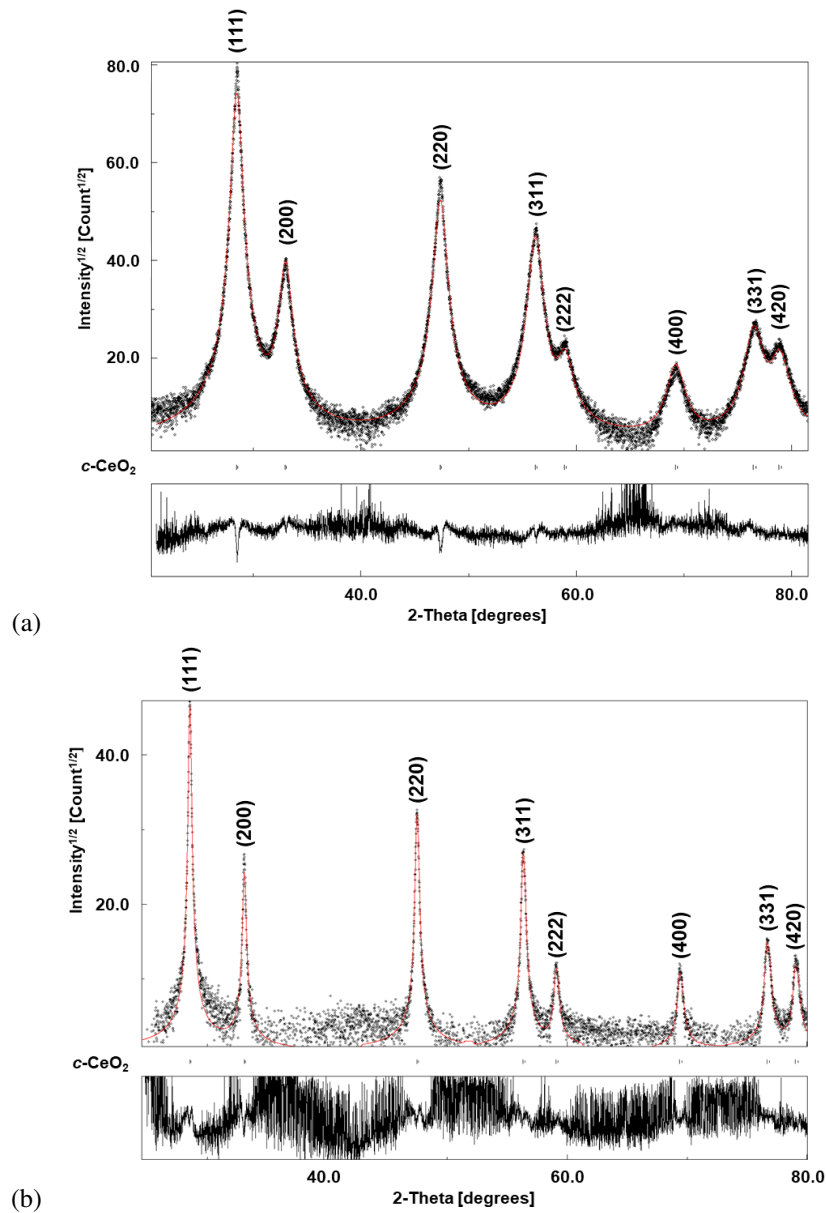 (111)
80.0
(220)
60.0
(311)
(200)
Intensity¹/² [Count¹/²]
40.0
(222)
(331)
(420)
(400)
20.0
c-CeO₂
40.0 60.0 80.0
2-Theta [degrees]
(a)
(111)
40.0
(220)
(200)
(311)
Intensity¹/² [Count¹/²]
20.0
(222)
(400)
(331)
(420)
c-CeO₂
40.0 60.0 80.0
2-Theta [degrees]
(b)